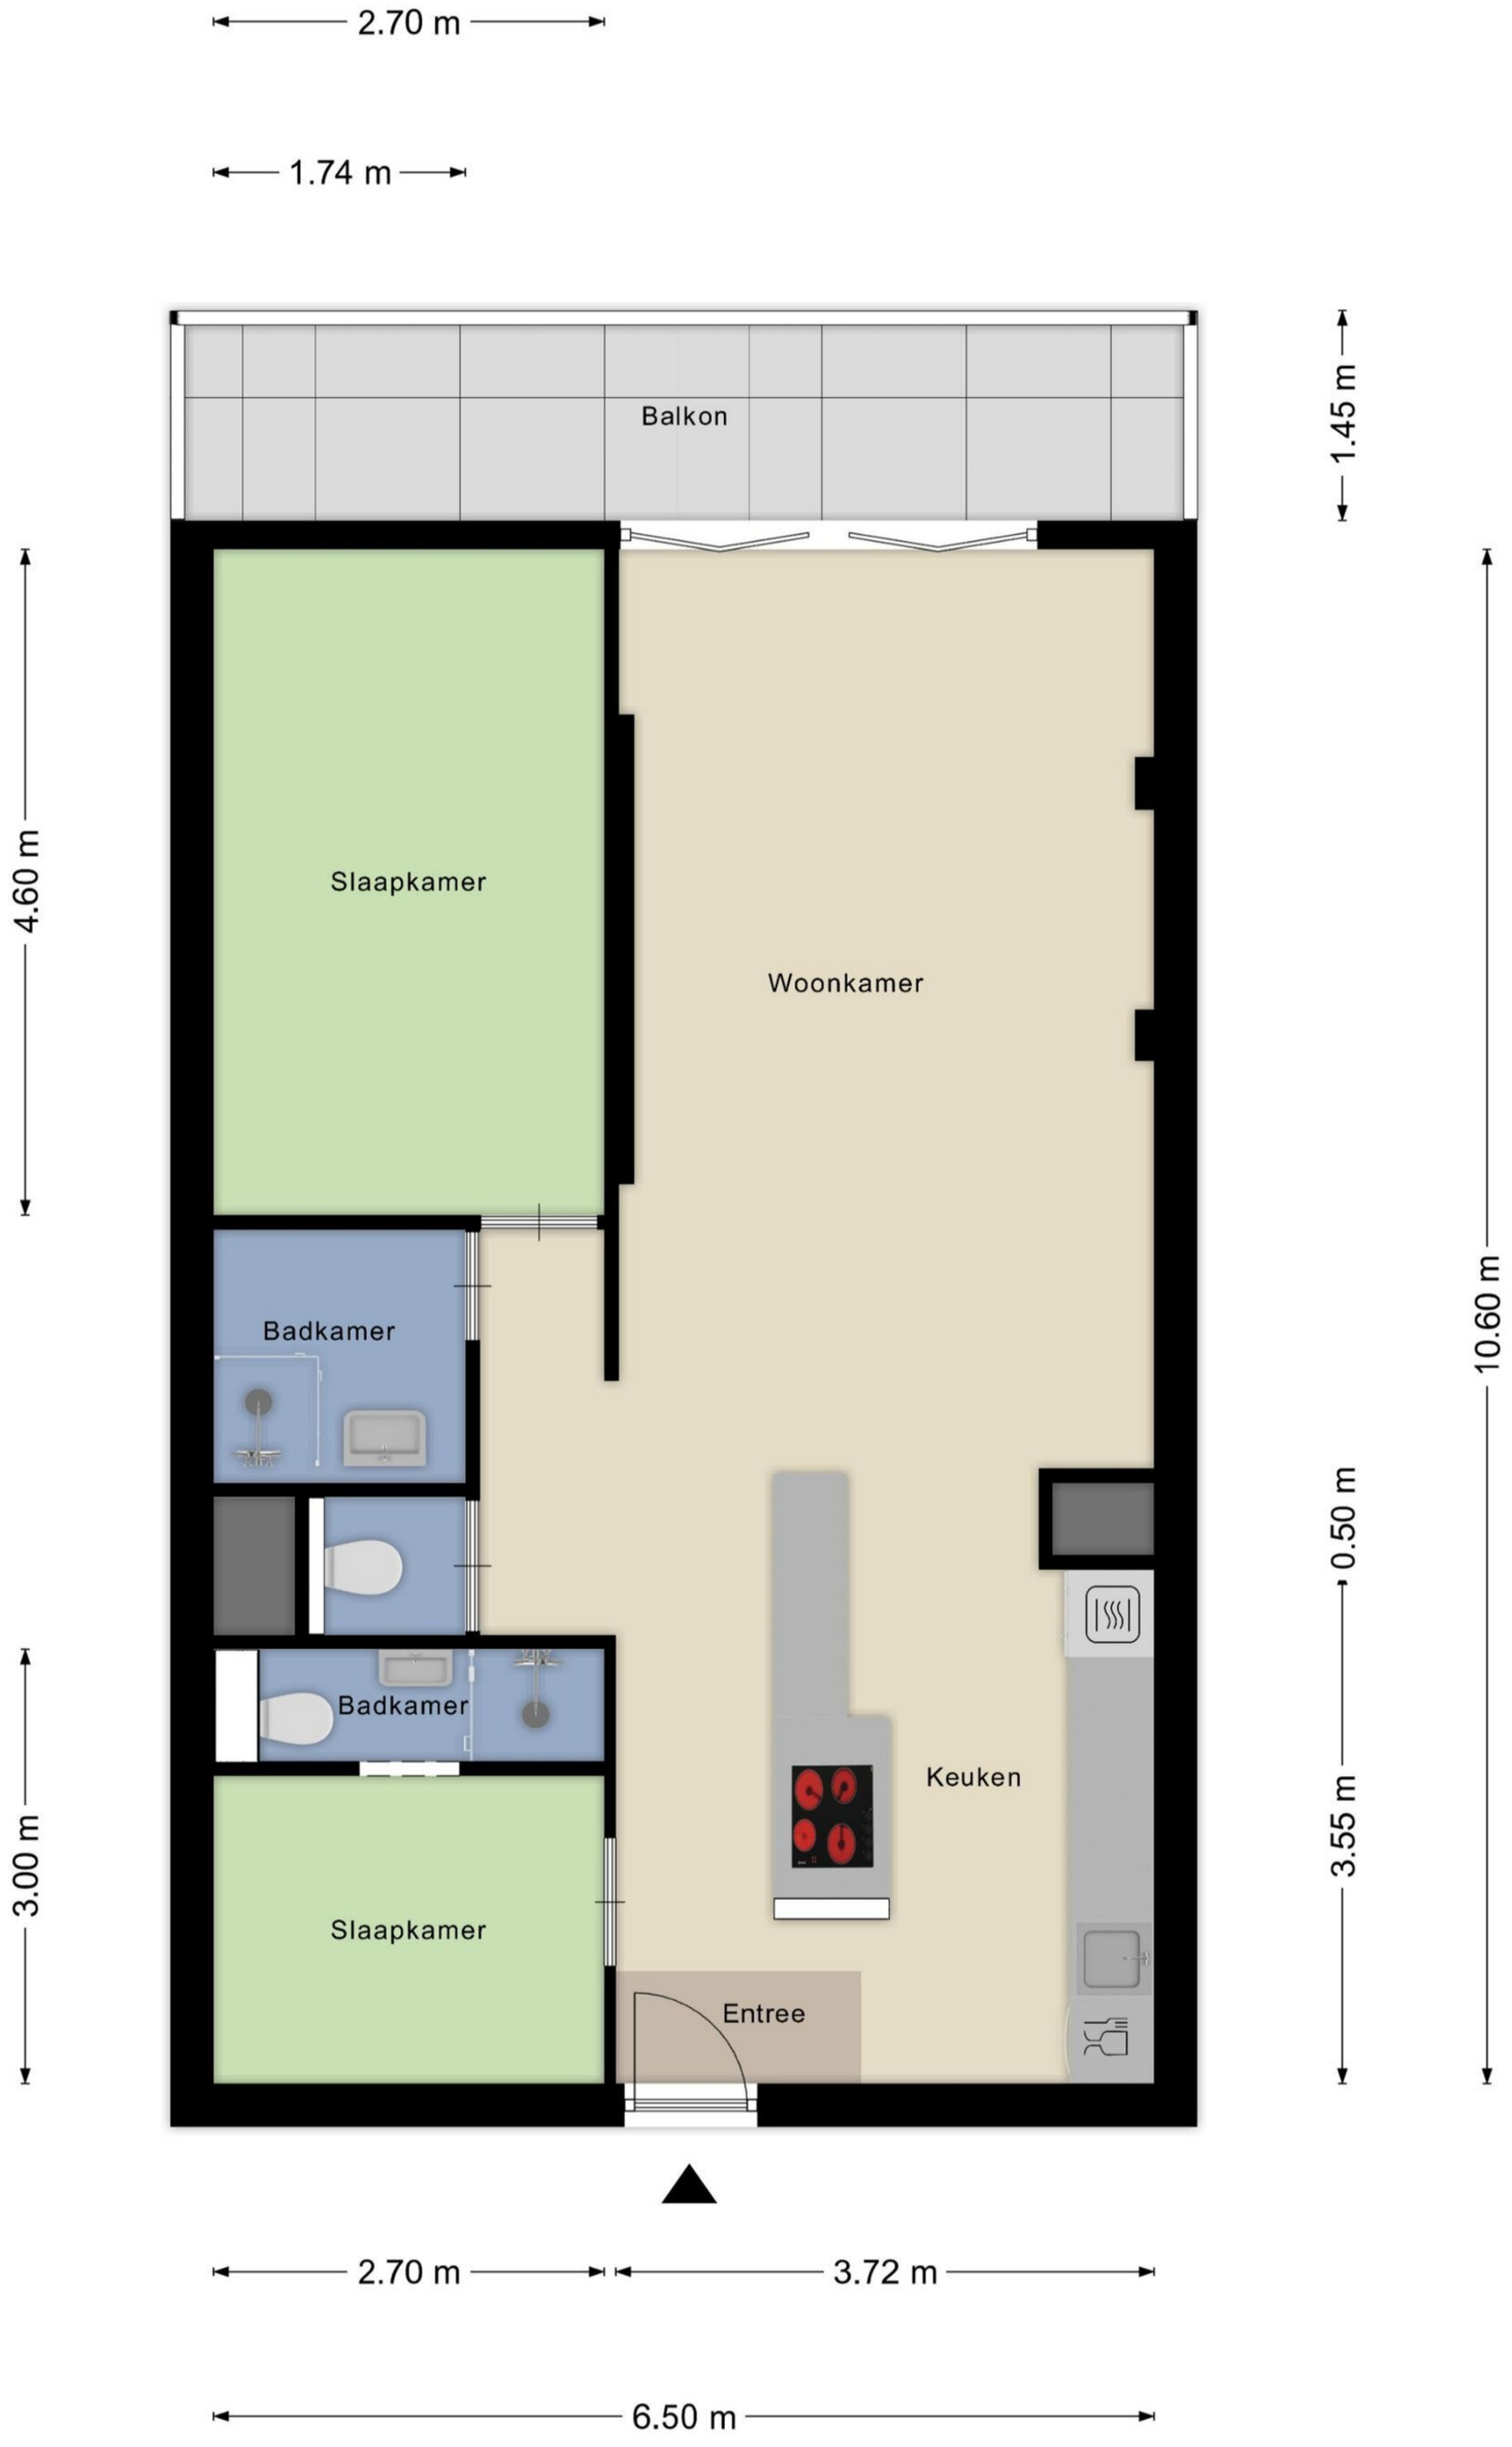 2.70 m
1.74 m
Balkon
1.45 m
4.60 m
Slaapkamer
Woonkamer
10.60 m
Badkamer
0.50 m
Badkamer
Keuken
3.55 m
3.00 m
Slaapkamer
Entree
2.70 m
3.72 m
6.50 m